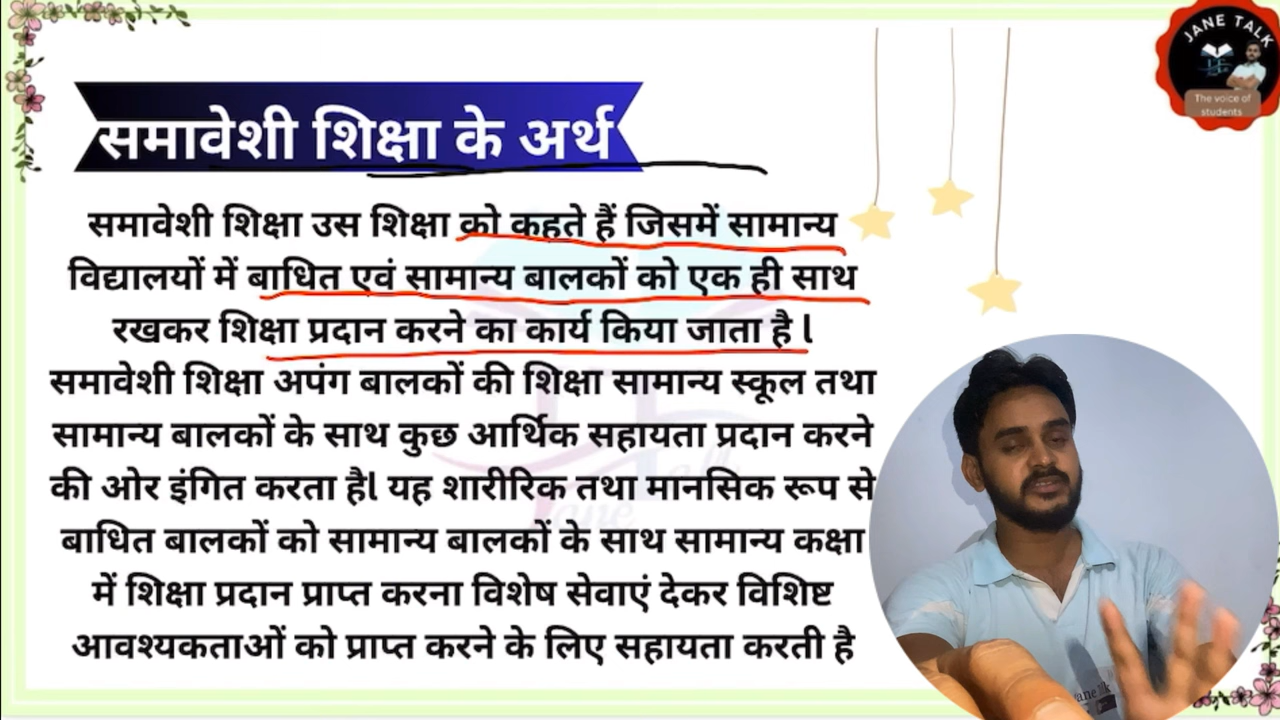 JANE TALK
The voice of
students
समावेशी शिक्षा के अर्थ
समावेशी शिक्षा उस शिक्षा को कहते हैं जिसमें सामान्य
विद्यालयों में बाधित एवं सामान्य बालकों को एक ही साथ
रखकर शिक्षा प्रदान करने का कार्य किया जाता है l
समावेशी शिक्षा अपंग बालकों की शिक्षा सामान्य स्कूल तथा
सामान्य बालकों के साथ कुछ आर्थिक सहायता प्रदान करने
की ओर इंगित करता हैl यह शारीरिक तथा मानसिक रूप से
बाधित बालकों को सामान्य बालकों के साथ सामान्य कक्षा
में शिक्षा प्रदान प्राप्त करना विशेष सेवाएं देकर विशिष्ट
आवश्यकताओं को प्राप्त करने के लिए सहायता करती है